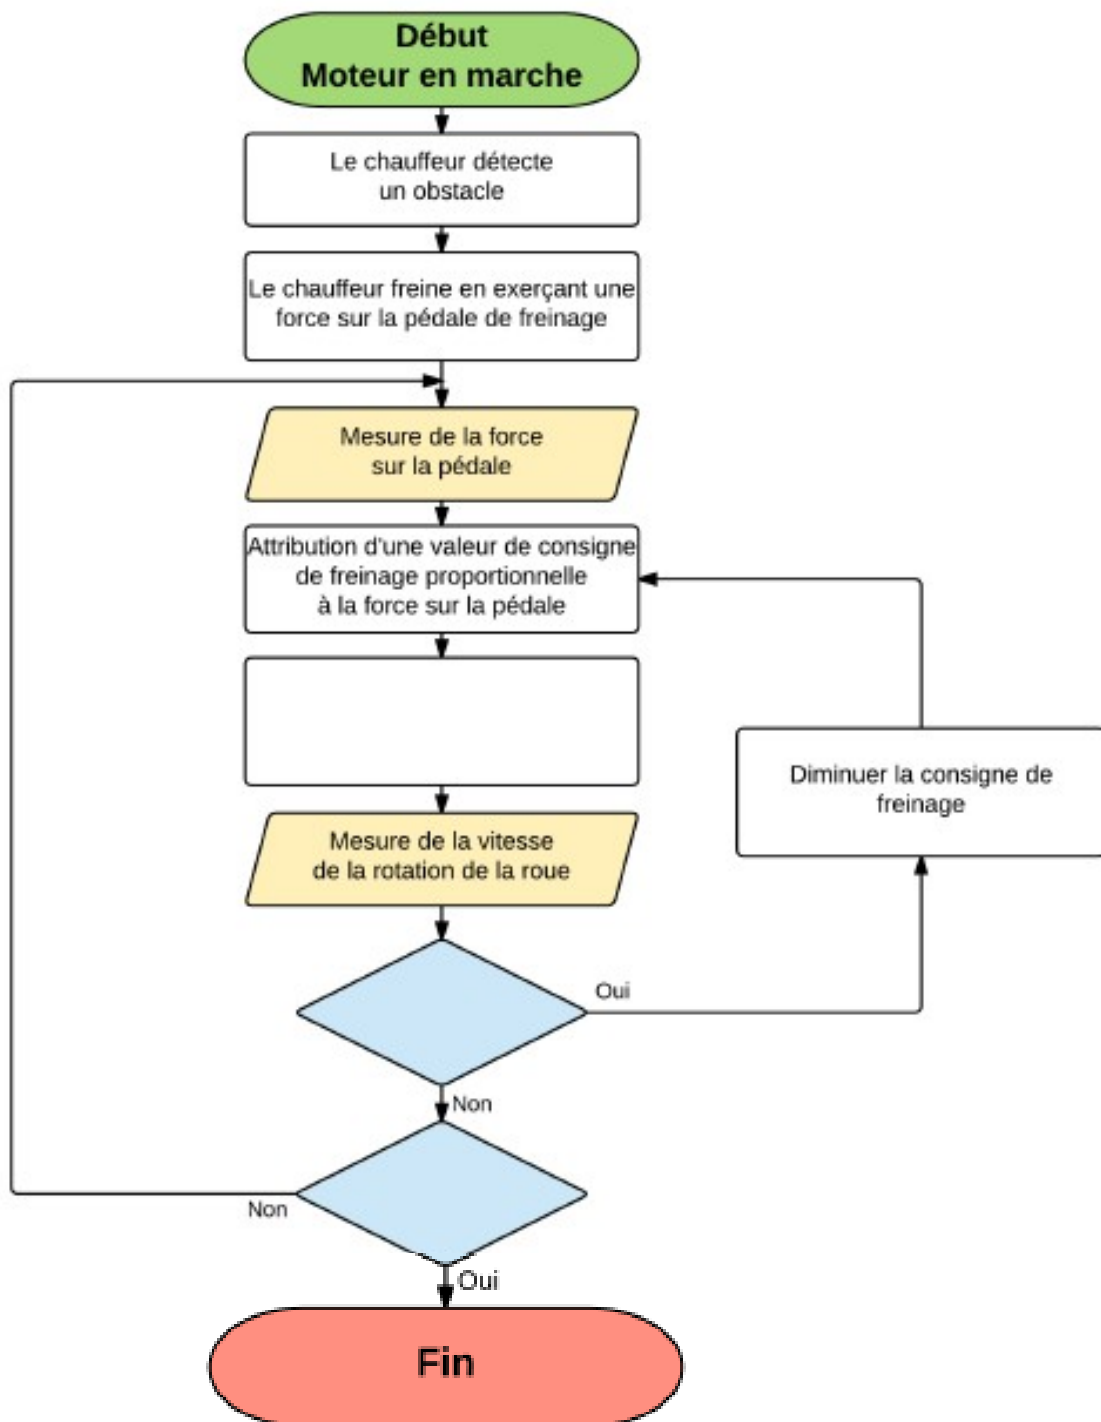 Début
Moteur en marche
Le chauffeur détecte
un obstacle
Le chauffeur freine en exerçant une
force sur la pédale de freinage
Mesure de la force
sur la pédale
Attribution d'une valeur de consigne
de freinage proportionnelle
à la force sur la pédale
Diminuer la consigne de
freinage
Mesure de la vitesse
de la rotation de la roue
Oui
Non
Non
Oui
Fin